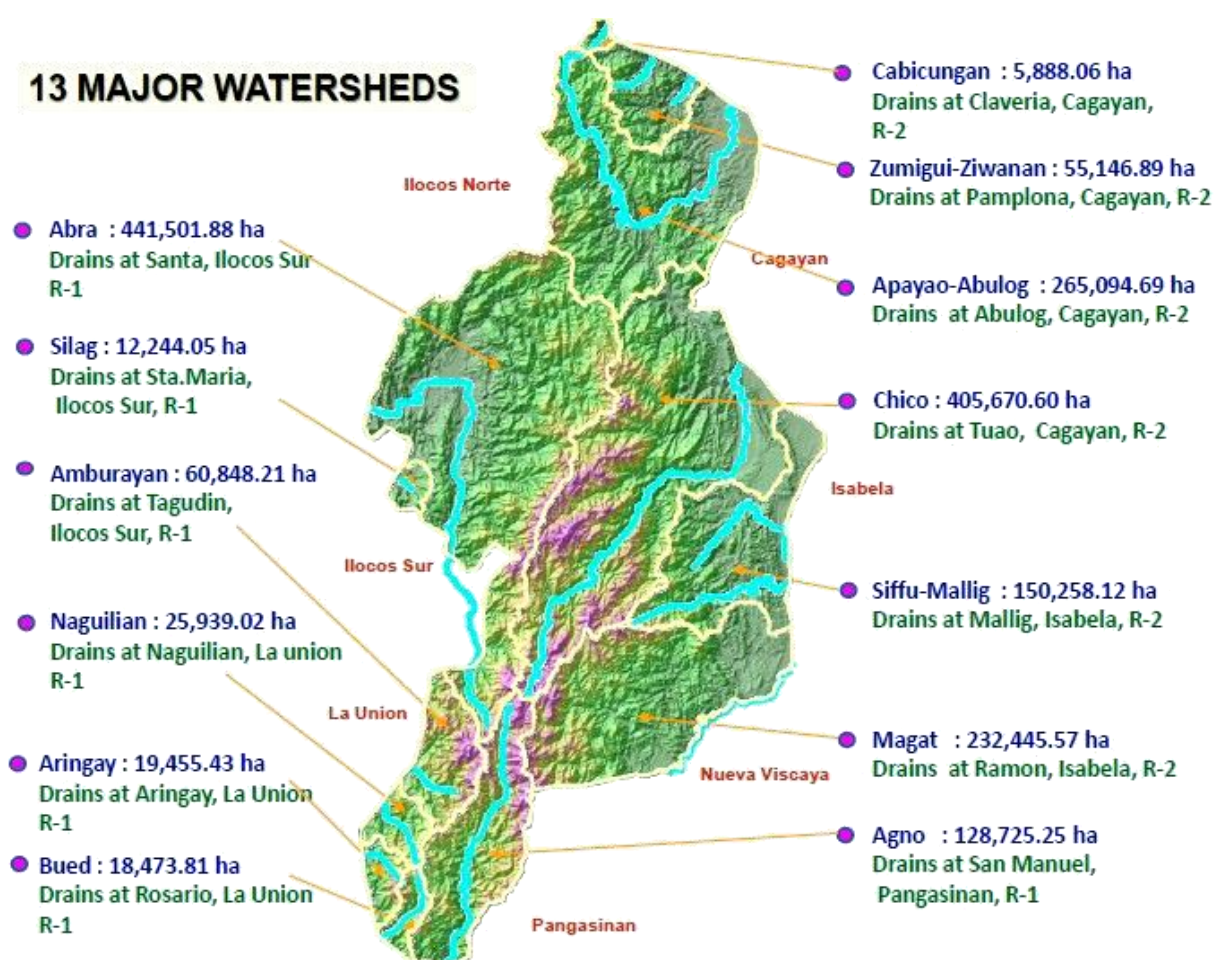 13 MAJOR WATERSHEDS
Abra : 441,501.88 ha
Drains at Santa, Ilocos Sur
R-1
Silag : 12,244.05 ha
Drains at Sta.Maria,
Ilocos Sur, R-1
Amburayan : 60,848.21 ha
Drains at Tagudin,
Ilocos Sur, R-1
Naguilian : 25,939.02 ha
Drains at Naguilian, La union
R-1
Aringay : 19,455.43 ha
Drains at Aringay, La Union
R-1
Bued : 18,473.81 ha
Drains at Rosario, La Union
R-1
Ilocos Norte
Cagayan
Isabela
Ilocos Sur
La Union
Nueva Viscaya
Pangasinan
Cabicungan : 5,888.06 ha
Drains at Claveria, Cagayan,
R-2
Zumigui-Ziwanan : 55,146.89 ha
Drains at Pamplona, Cagayan, R-2
Apayao-Abulog : 265,094.69 ha
Drains at Abulog, Cagayan, R-2
Chico : 405,670.60 ha
Drains at Tuao, Cagayan, R-2
Siffu-Mallig : 150,258.12 ha
Drains at Mallig, Isabela, R-2
Magat : 232,445.57 ha
Drains at Ramon, Isabela, R-2
Agno : 128,725.25 ha
Drains at San Manuel,
Pangasinan, R-1